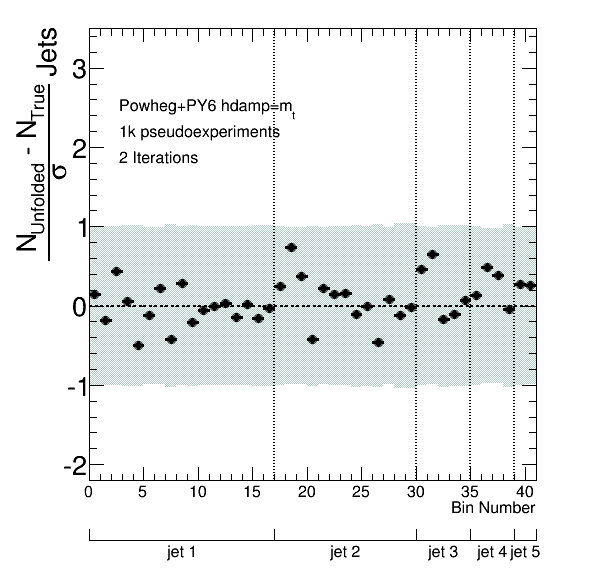 N_Unfolded - N_True Jets
σ
3
2
1
0
-1
-2
Powheg+PY6 hdamp=m_t
1k pseudoexperiments
2 Iterations
0 5 10 15 20 25 30 35 40
Bin Number
jet 1 jet 2 jet 3 jet 4 jet 5